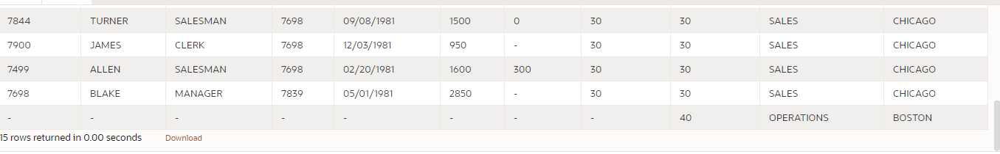 7844 TURNER SALESMAN 7698 09/08/1981 1500 0 30 30 SALES CHICAGO
7900 JAMES CLERK 7698 12/03/1981 950 - 30 30 SALES CHICAGO
7499 ALLEN SALESMAN 7698 02/20/1981 1600 300 30 30 SALES CHICAGO
7698 BLAKE MANAGER 7839 05/01/1981 2850 - 30 30 SALES CHICAGO
- - - - - - - - 40 OPERATIONS BOSTON
15 rows returned in 0.00 seconds Download